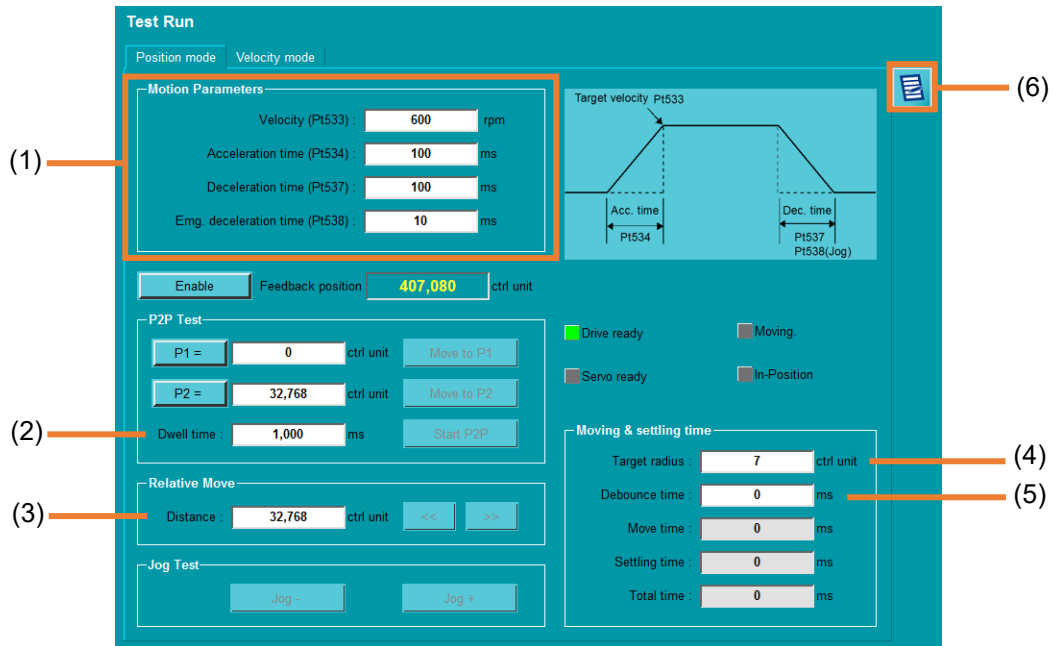 Test Run
Position mode Velocity mode
(6)
Motion Parameters
Velocity (Pt533) : 600 rpm
Acceleration time (Pt534) : 100 ms
Deceleration time (Pt537) : 100 ms
Emg. deceleration time (Pt538) : 10 ms
(1)
Target velocity Pt533
Acc. time
Pt534
Dec. time
Pt537
Pt538(Jog)
Enable Feedback position 407,080 ctrl unit
P2P Test
P1 = 0 ctrl unit Move to P1
P2 = 32,768 ctrl unit Move to P2
(2) Dwell time : 1,000 ms Start P2P
Drive ready Moving.
Servo ready In-Position
Relative Move
(3) Distance : 32,768 ctrl unit << >>
Jog Test
Jog - Jog +
Moving & settling time
Target radius : 7 ctrl unit (4)
Debounce time : 0 ms (5)
Move time : 0 ms
Settling time : 0 ms
Total time : 0 ms